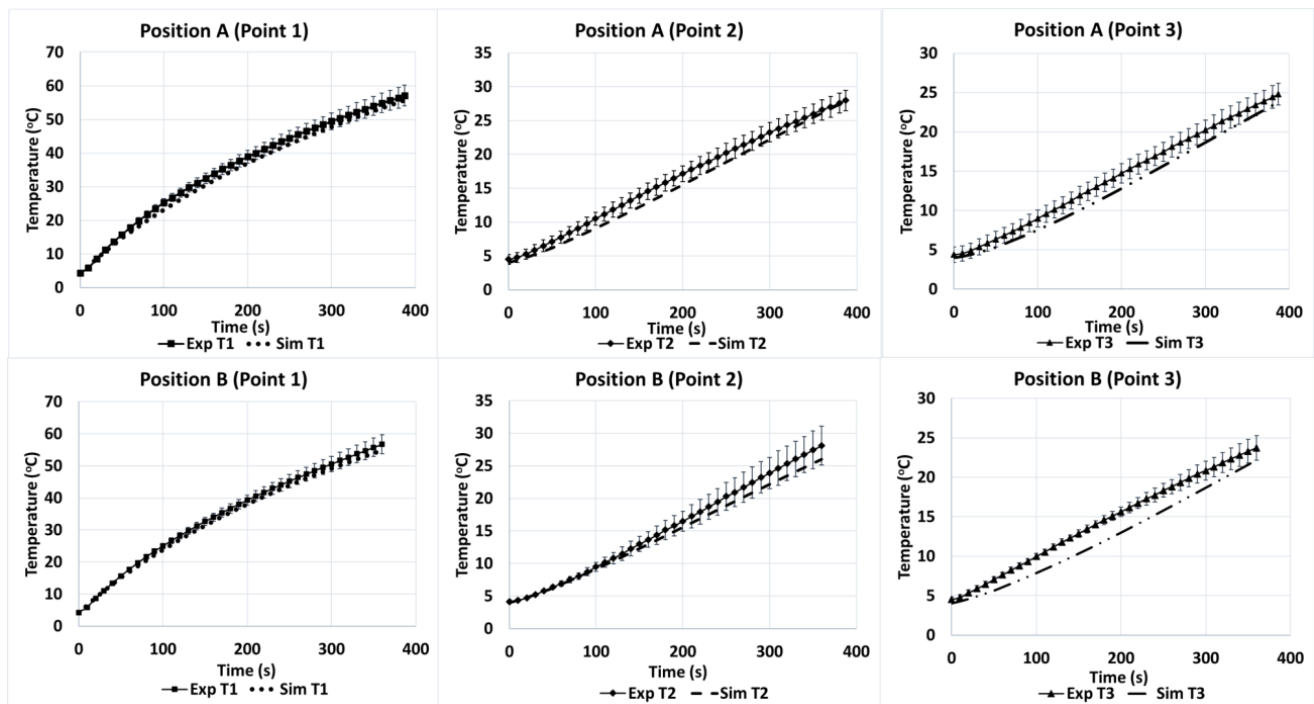 Position A (Point 1)
70
60
50
40
30
20
10
0
Temperature (°C)
0 100 200 300 400
Time (s)
Exp T1 Sim T1
Position A (Point 2)
35
30
25
20
15
10
5
0
Temperature (°C)
0 100 200 300 400
Time (s)
Exp T2 Sim T2
Position A (Point 3)
30
25
20
15
10
5
0
Temperature (°C)
0 100 200 300 400
Time (s)
Exp T3 Sim T3
Position B (Point 1)
70
60
50
40
30
20
10
0
Temperature (°C)
0 100 200 300 400
Time (s)
Exp T1 Sim T1
Position B (Point 2)
35
30
25
20
15
10
5
0
Temperature (°C)
0 100 200 300 400
Time (s)
Exp T2 Sim T2
Position B (Point 3)
30
25
20
15
10
5
0
Temperature (°C)
0 100 200 300 400
Time (s)
Exp T3 Sim T3